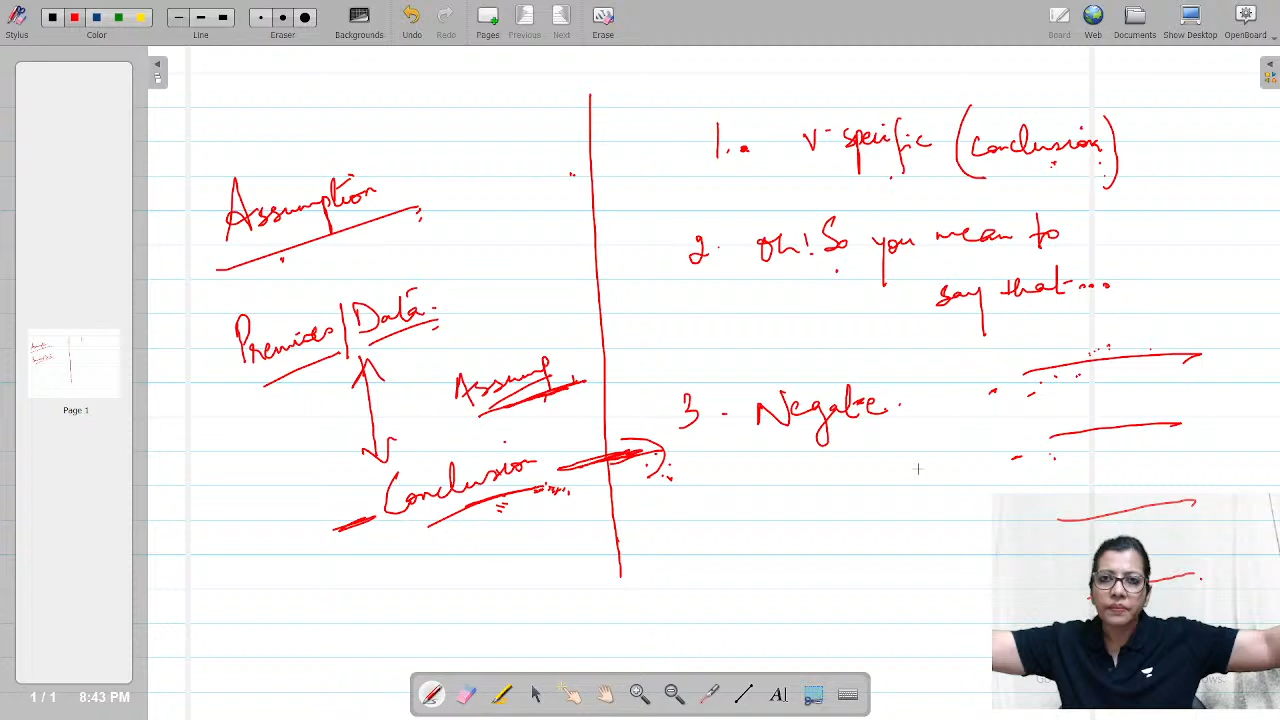 Stylus
Color
Line
Eraser
Backgrounds
Undo
Redo
Pages
Previous
Next
Erase
Board
Web
Documents
Show Desktop
OpenBoard
Assumption
Premises/Data
Assump
Conclusion
1. v-specific (conclusion)
2. Oh! So you mean to
say that...
3 - Negate
Page 1
1 / 1
8:43 PM